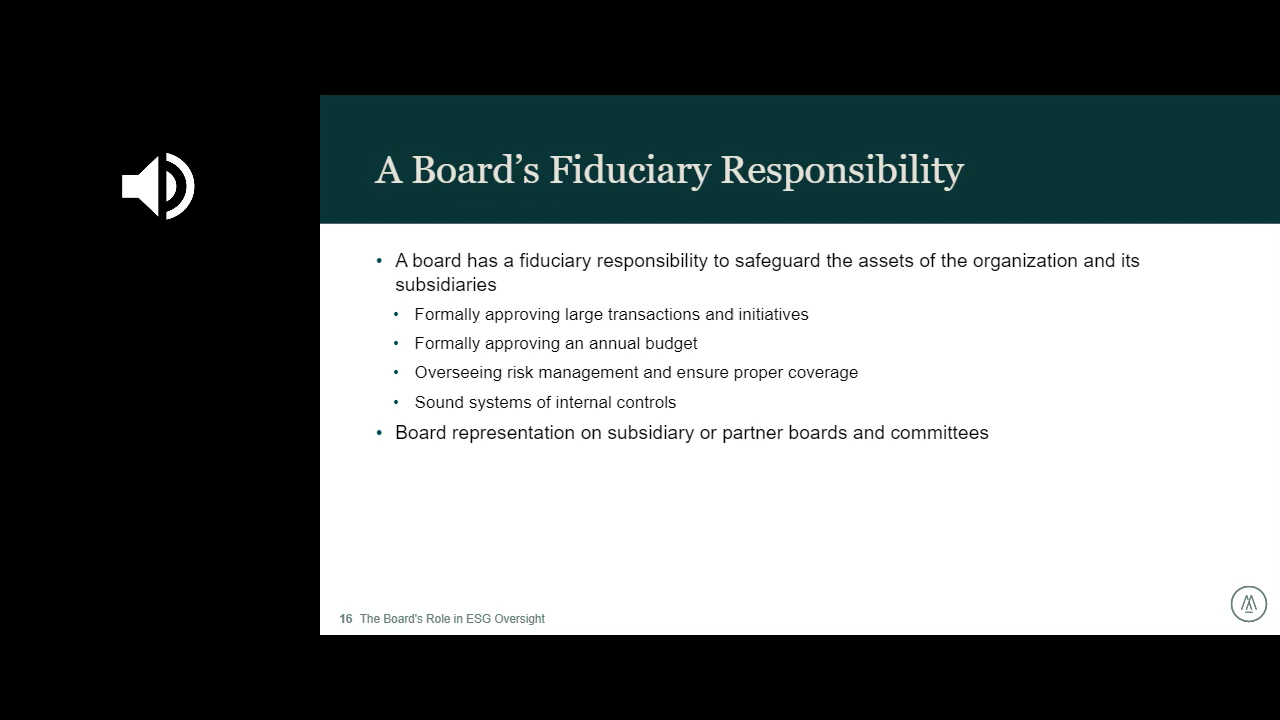 A Board’s Fiduciary Responsibility
• A board has a fiduciary responsibility to safeguard the assets of the organization and its
subsidiaries
• Formally approving large transactions and initiatives
• Formally approving an annual budget
• Overseeing risk management and ensure proper coverage
• Sound systems of internal controls
• Board representation on subsidiary or partner boards and committees
16 The Board's Role in ESG Oversight